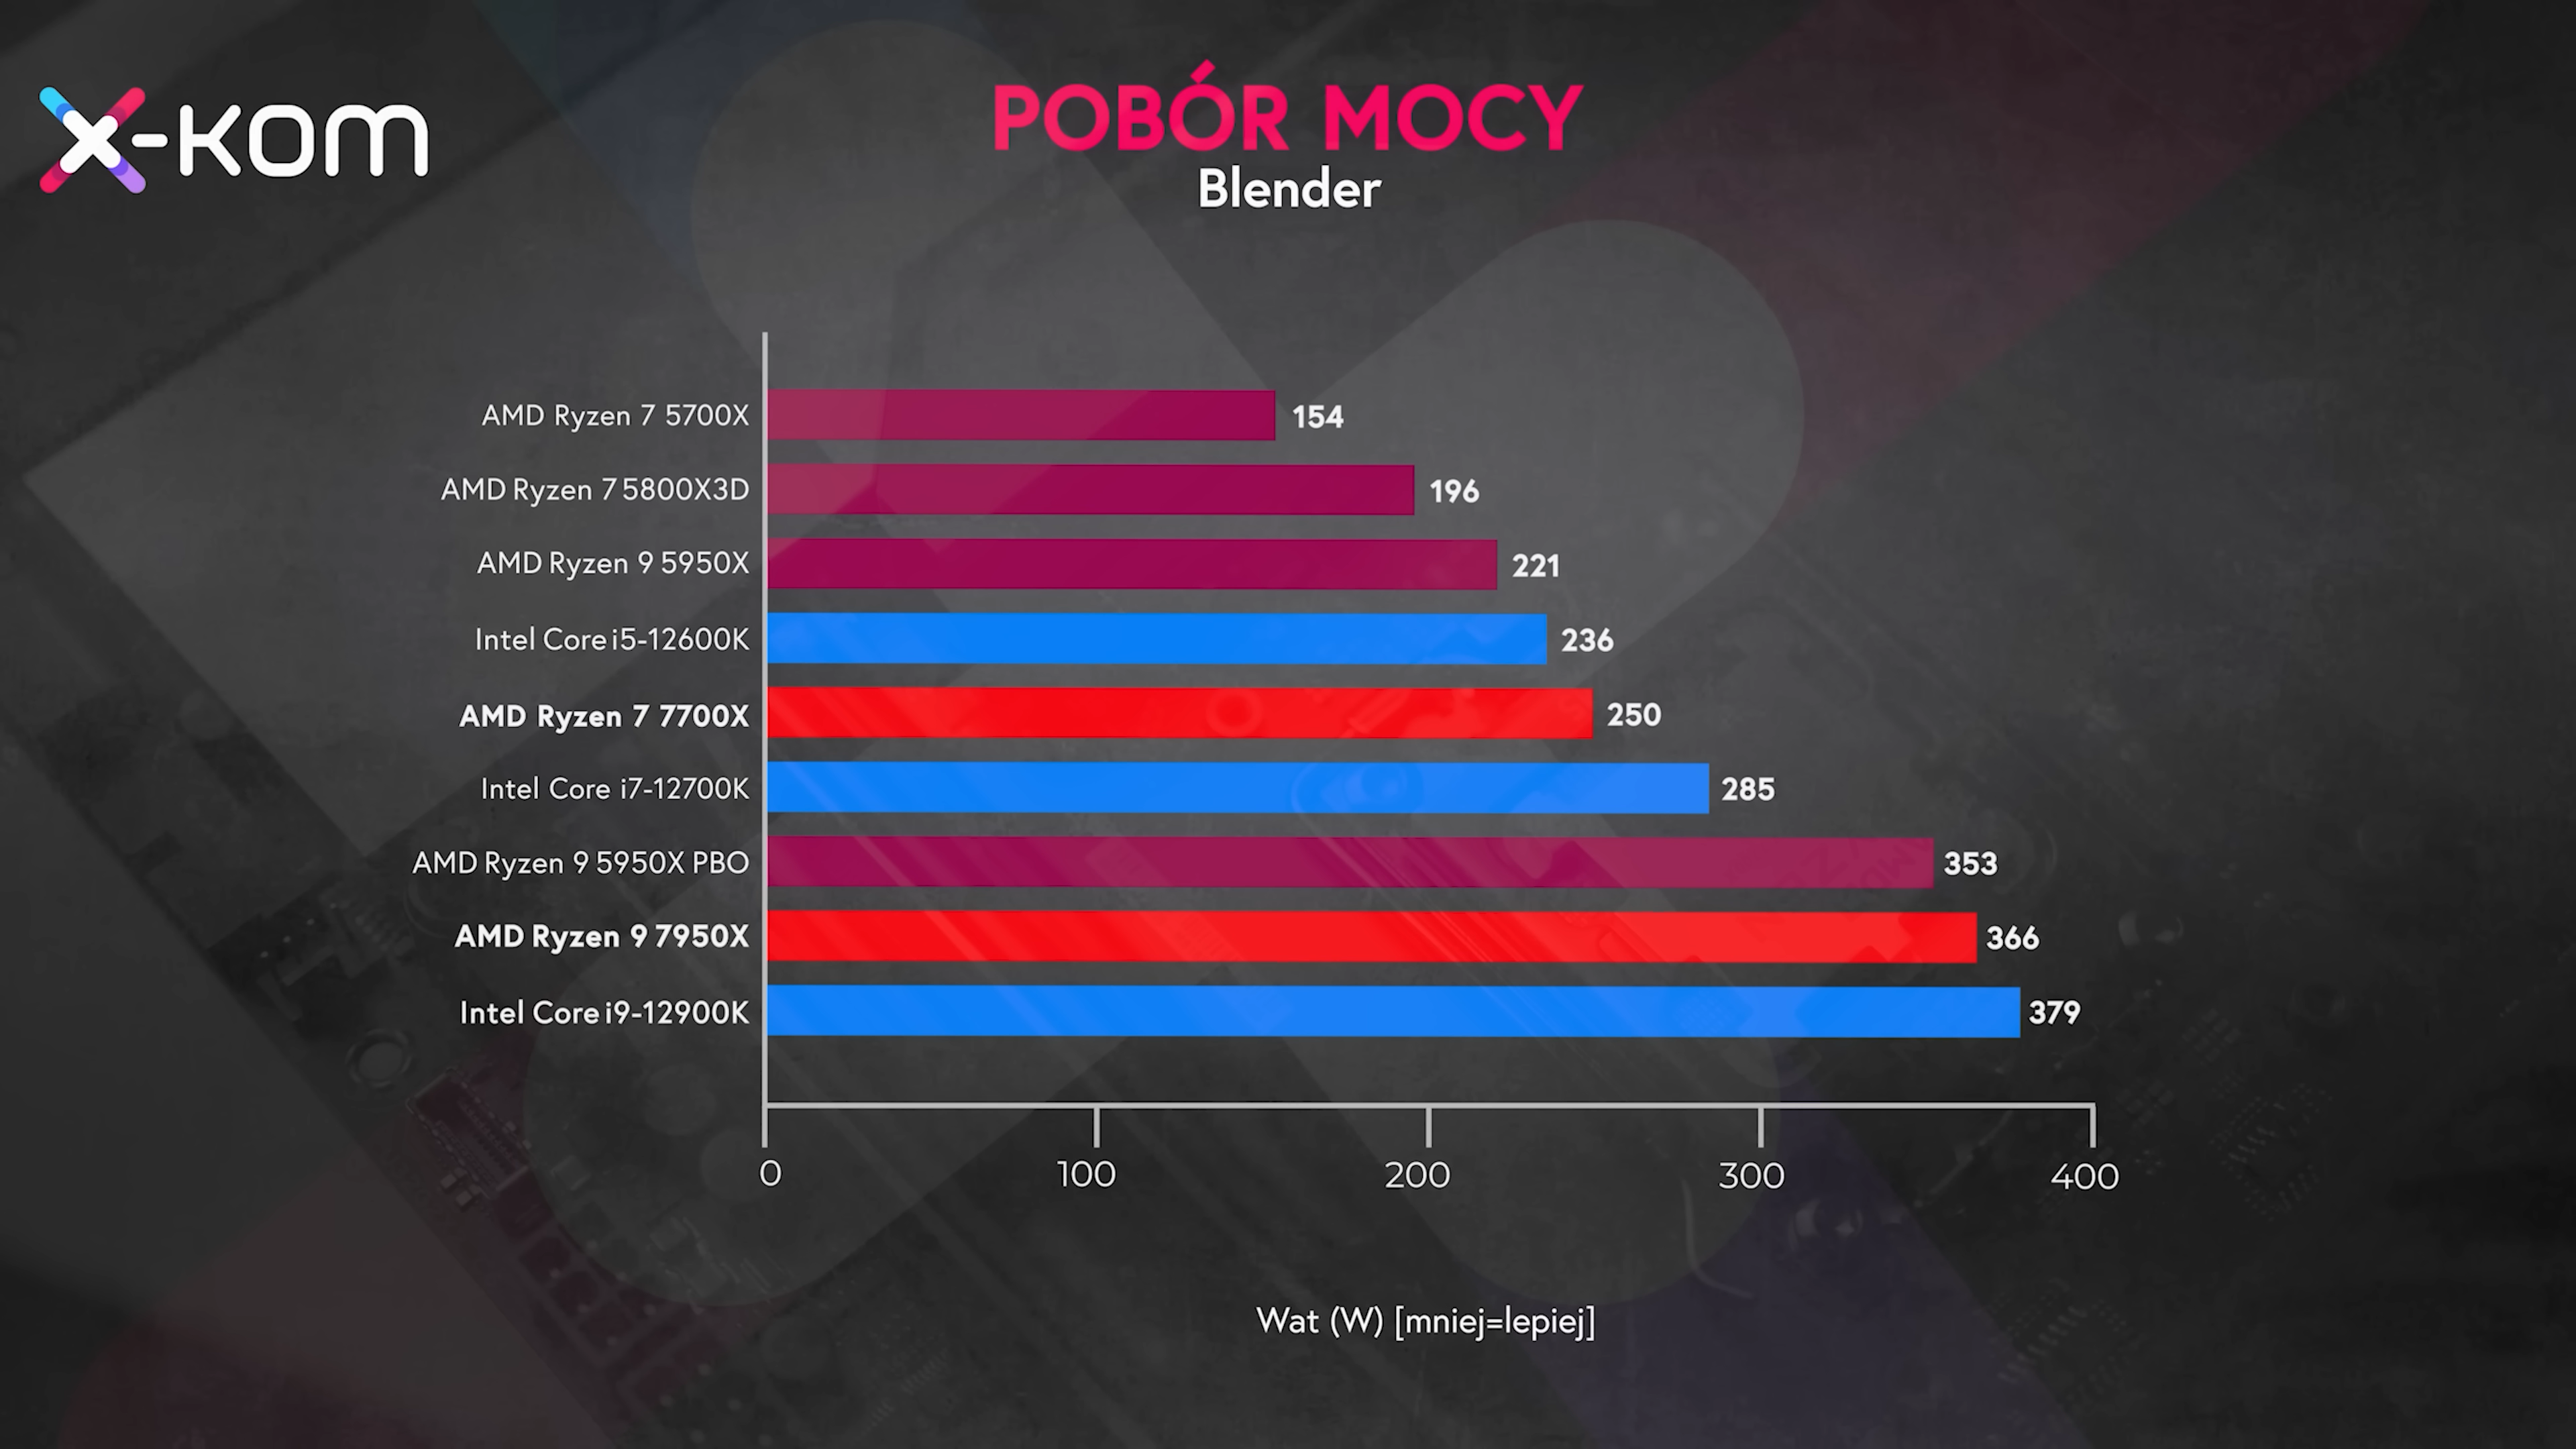 x-kom
POBÓR MOCY
Blender
AMD Ryzen 7 5700X 154
AMD Ryzen 7 5800X3D 196
AMD Ryzen 9 5950X 221
Intel Core i5-12600K 236
AMD Ryzen 7 7700X 250
Intel Core i7-12700K 285
AMD Ryzen 9 5950X PBO 353
AMD Ryzen 9 7950X 366
Intel Core i9-12900K 379
0 100 200 300 400
Wat (W) [mniej=lepiej]